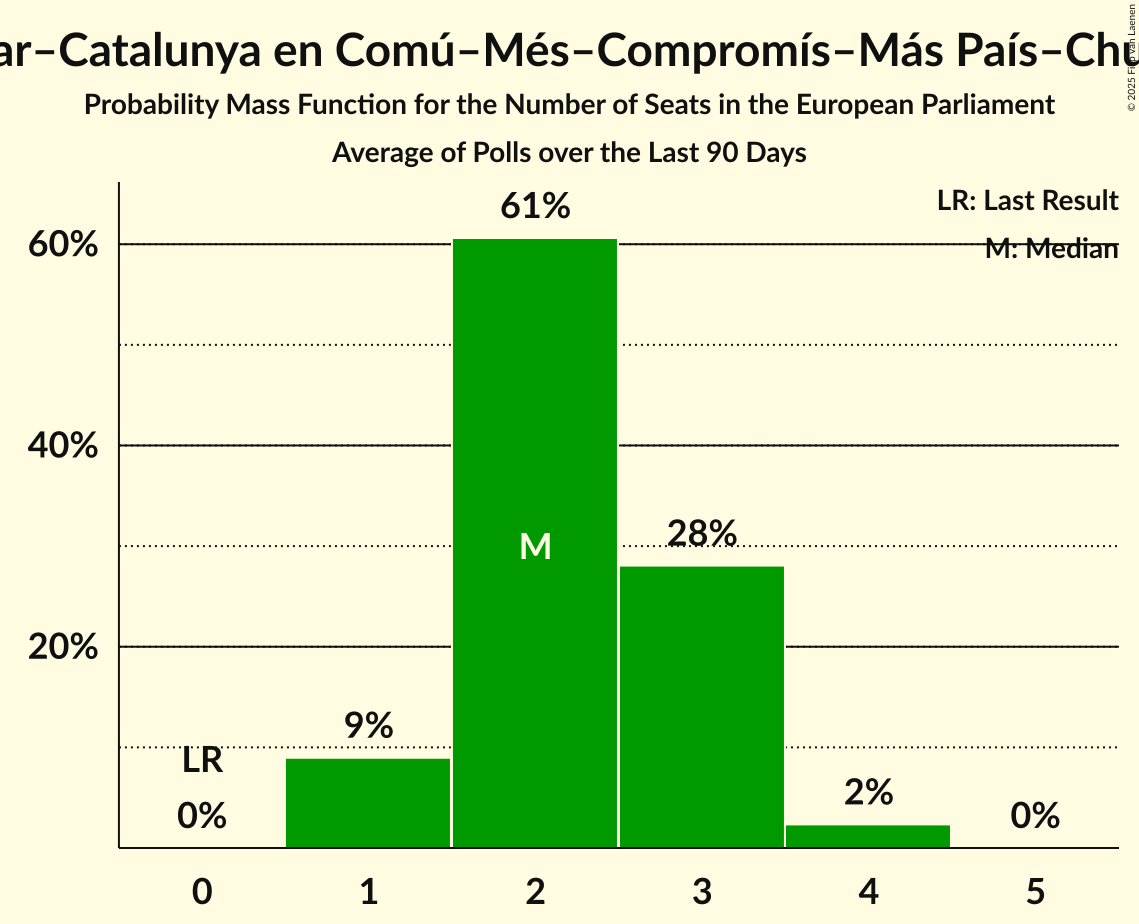 ar–Catalunya en Comú–Més–Compromís–Más País–Chu
Probability Mass Function for the Number of Seats in the European Parliament
Average of Polls over the Last 90 Days
© 2025 Filip van Laenen
LR: Last Result
M: Median
61%
60%
40%
M
28%
20%
9%
LR
0%
2%
0%
0 1 2 3 4 5